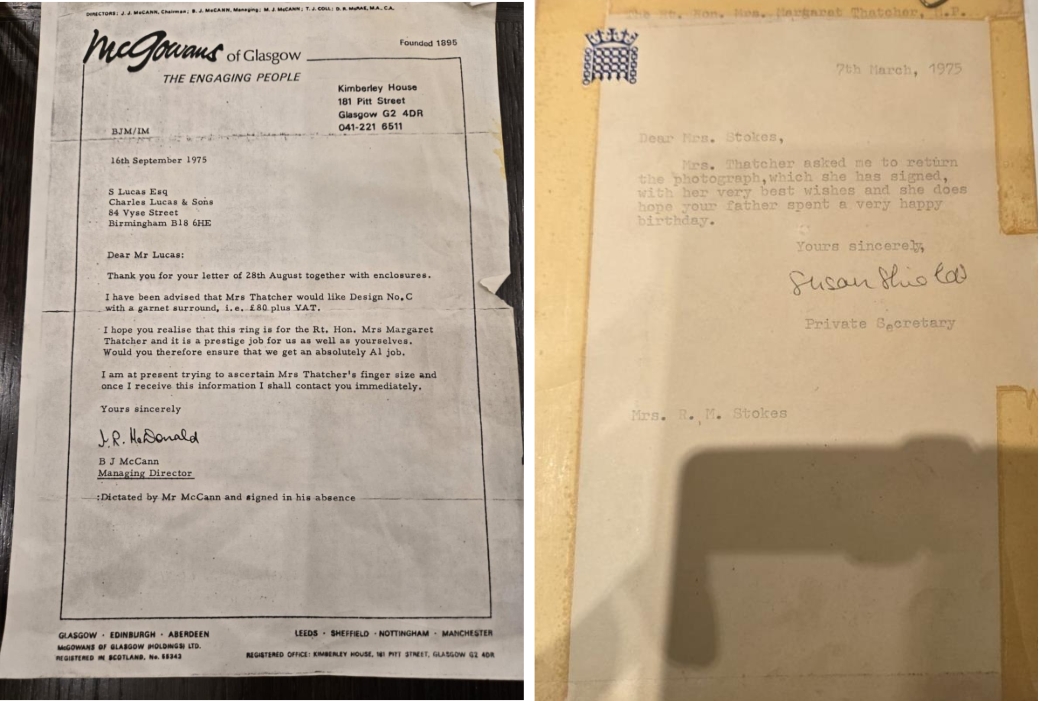 DIRECTORS: J. J. McCANN, Chairman; B. J. McCANN, Managing; M. J. McCANN; T. J. COLL; D. R. McRAE, M.A., C.A.
McGowans of Glasgow
Founded 1895
THE ENGAGING PEOPLE
Kimberley House
181 Pitt Street
Glasgow G2 4DR
041-221 6511
BJM/IM
16th September 1975
S Lucas Esq
Charles Lucas & Sons
84 Vyse Street
Birmingham B18 6HE
Dear Mr Lucas:
Thank you for your letter of 28th August together with enclosures.
I have been advised that Mrs Thatcher would like Design No.C
with a garnet surround, i.e. £80 plus VAT.
I hope you realise that this ring is for the Rt. Hon. Mrs Margaret
Thatcher and it is a prestige job for us as well as yourselves.
Would you therefore ensure that we get an absolutely A1 job.
I am at present trying to ascertain Mrs Thatcher's finger size and
once I receive this information I shall contact you immediately.
Yours sincerely
J.R. McDonald
B J McCann
Managing Director
:Dictated by Mr McCann and signed in his absence
GLASGOW · EDINBURGH · ABERDEEN
LEEDS · SHEFFIELD · NOTTINGHAM · MANCHESTER
McGOWANS OF GLASGOW (HOLDINGS) LTD.
REGISTERED IN SCOTLAND, No. 55343
REGISTERED OFFICE: KIMBERLEY HOUSE, 181 PITT STREET, GLASGOW G2 4DR
The Rt. Hon. Mrs. Margaret Thatcher, M.P.
7th March, 1975
Dear Mrs. Stokes,
Mrs. Thatcher asked me to return
the photograph,which she has signed,
with her very best wishes and she does
hope your father spent a very happy
birthday.
Yours sincerely,
Susan Shields
Private Secretary
Mrs. R. M. Stokes